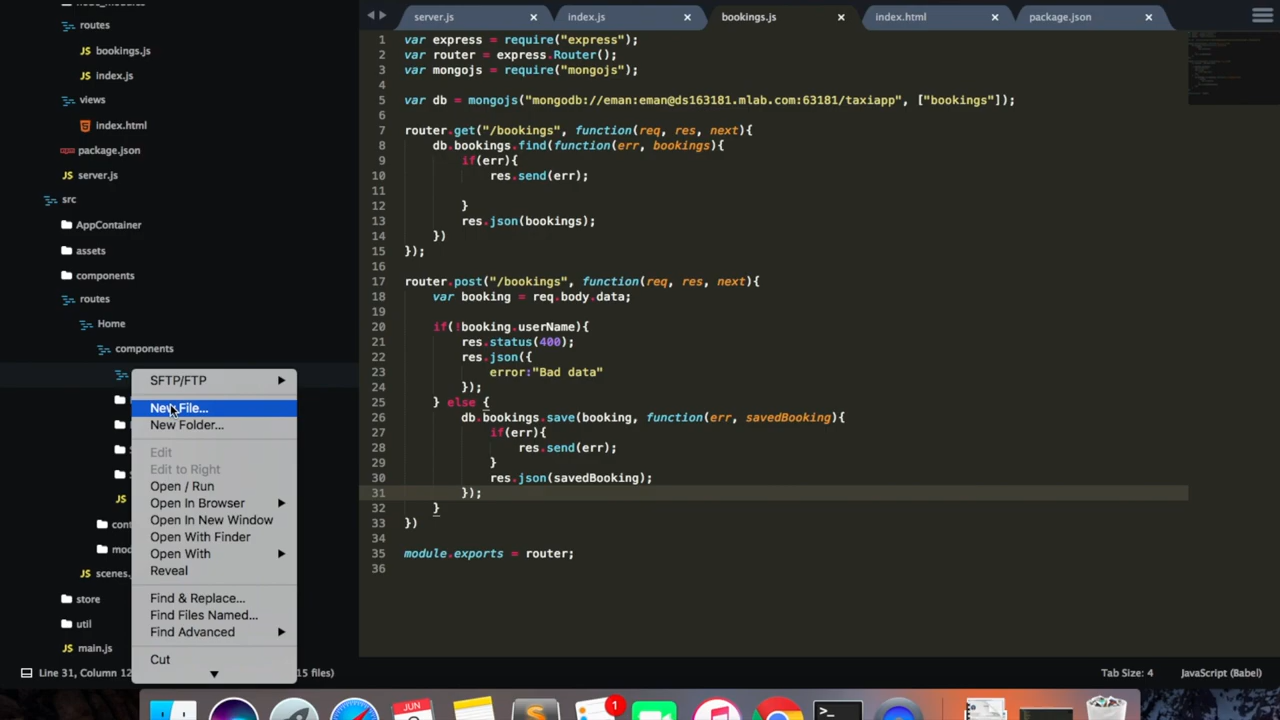 node_modules
routes
JS bookings.js
JS index.js
views
index.html
package.json
JS server.js
src
AppContainer
assets
components
routes
Home
components
JS
mod
JS scenes.
store
util
JS main.js
SFTP/FTP
New File...
New Folder...
Edit
Edit to Right
Open / Run
Open In Browser
Open In New Window
Open With Finder
Open With
Reveal
Find & Replace...
Find Files Named...
Find Advanced
Cut
server.js
index.js
bookings.js
index.html
package.json
1 var express = require("express");
2 var router = express.Router();
3 var mongojs = require("mongojs");
4
5 var db = mongojs("mongodb://eman:eman@ds163181.mlab.com:63181/taxiapp", ["bookings"]);
6
7 router.get("/bookings", function(req, res, next){
8 db.bookings.find(function(err, bookings){
9 if(err){
10 res.send(err);
11
12 }
13 res.json(bookings);
14 })
15 });
16
17 router.post("/bookings", function(req, res, next){
18 var booking = req.body.data;
19
20 if(!booking.userName){
21 res.status(400);
22 res.json({
23 error:"Bad data"
24 });
25 } else {
26 db.bookings.save(booking, function(err, savedBooking){
27 if(err){
28 res.send(err);
29 }
30 res.json(savedBooking);
31 });
32 }
33 })
34
35 module.exports = router;
36
Line 31, Column 12
15 files)
Tab Size: 4
JavaScript (Babel)
JUN
1